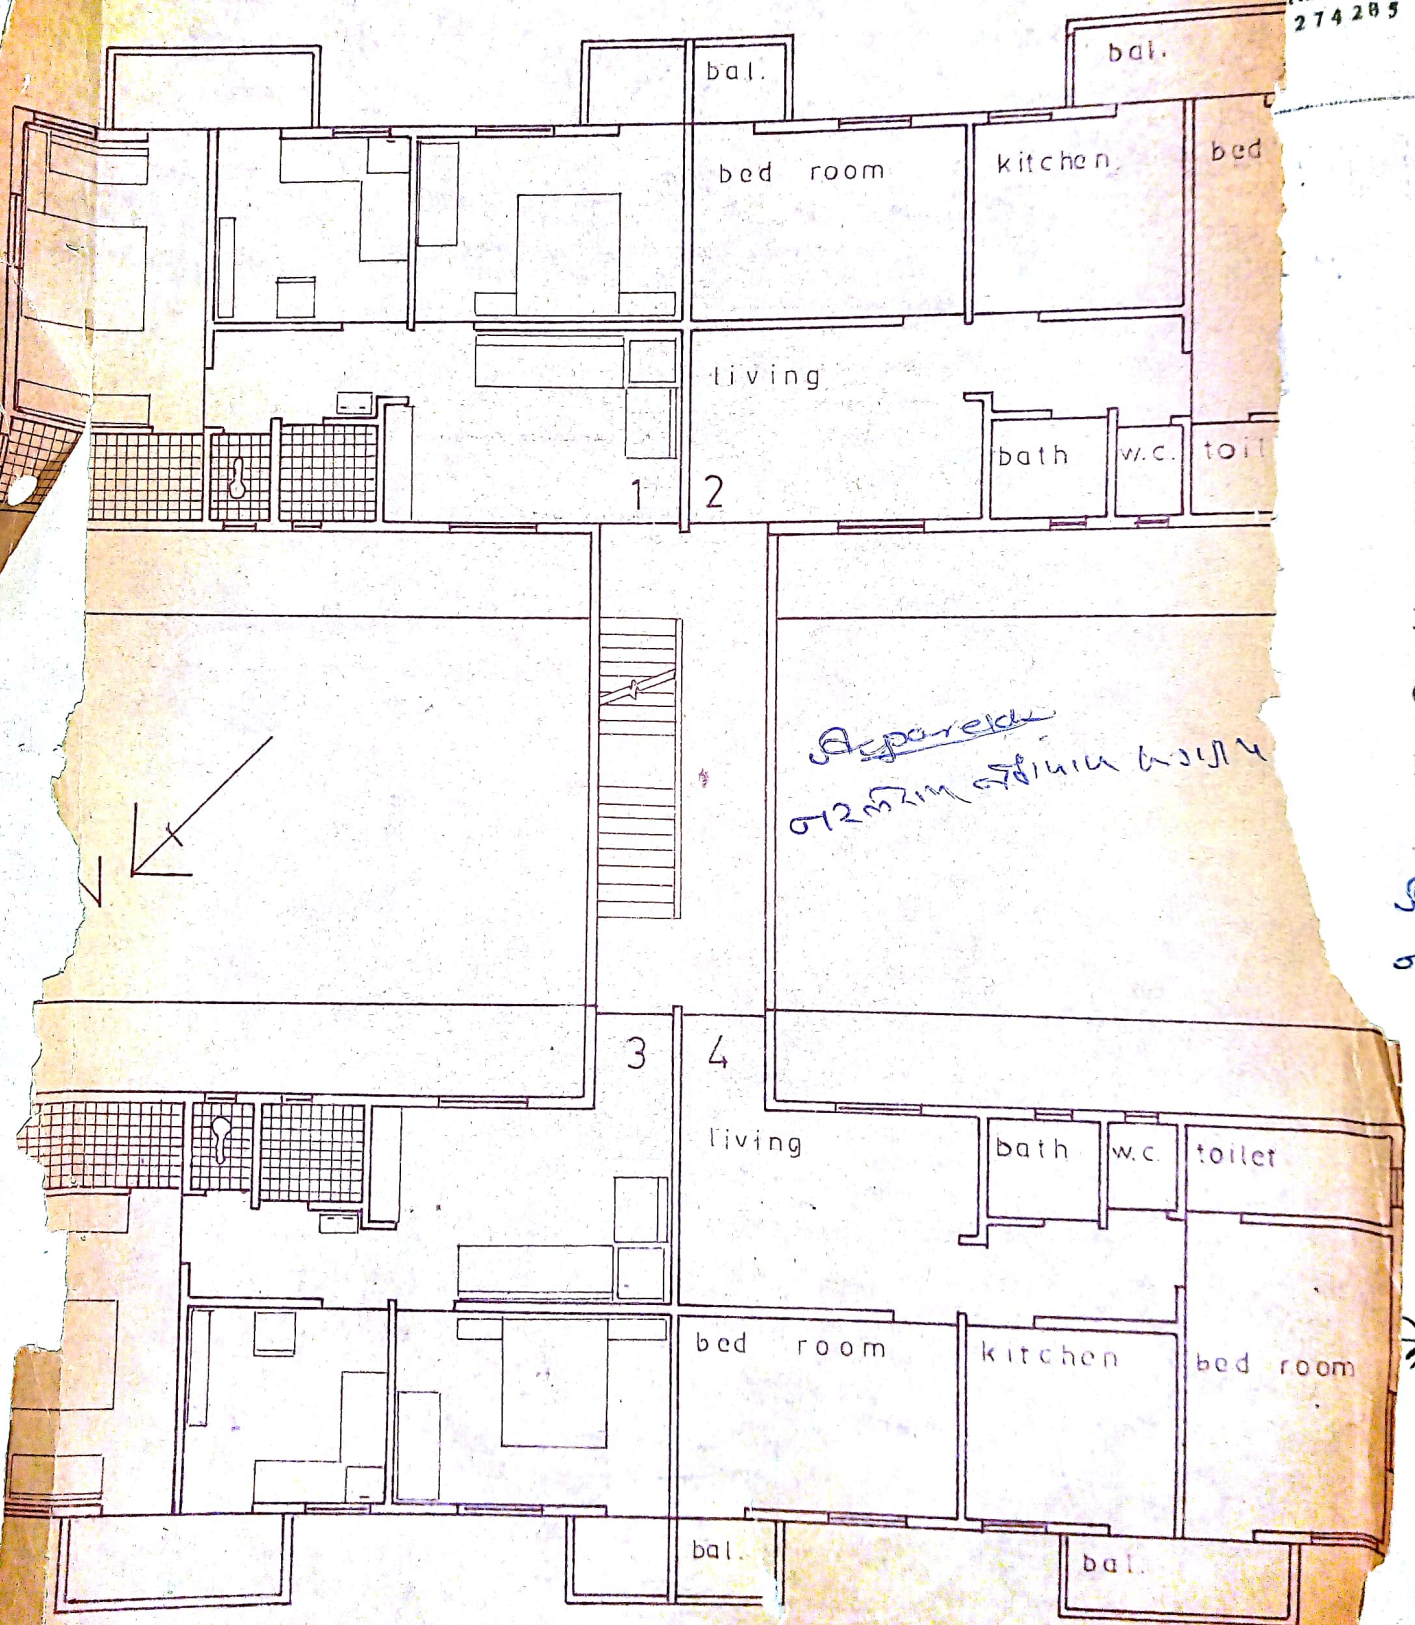 bal.
bal.
bed room
kitchen
bed
living
bath
w.c.
toil
1
2
3
4
living
bath
w.c.
toilet
bed room
kitchen
bed room
bal.
bal.